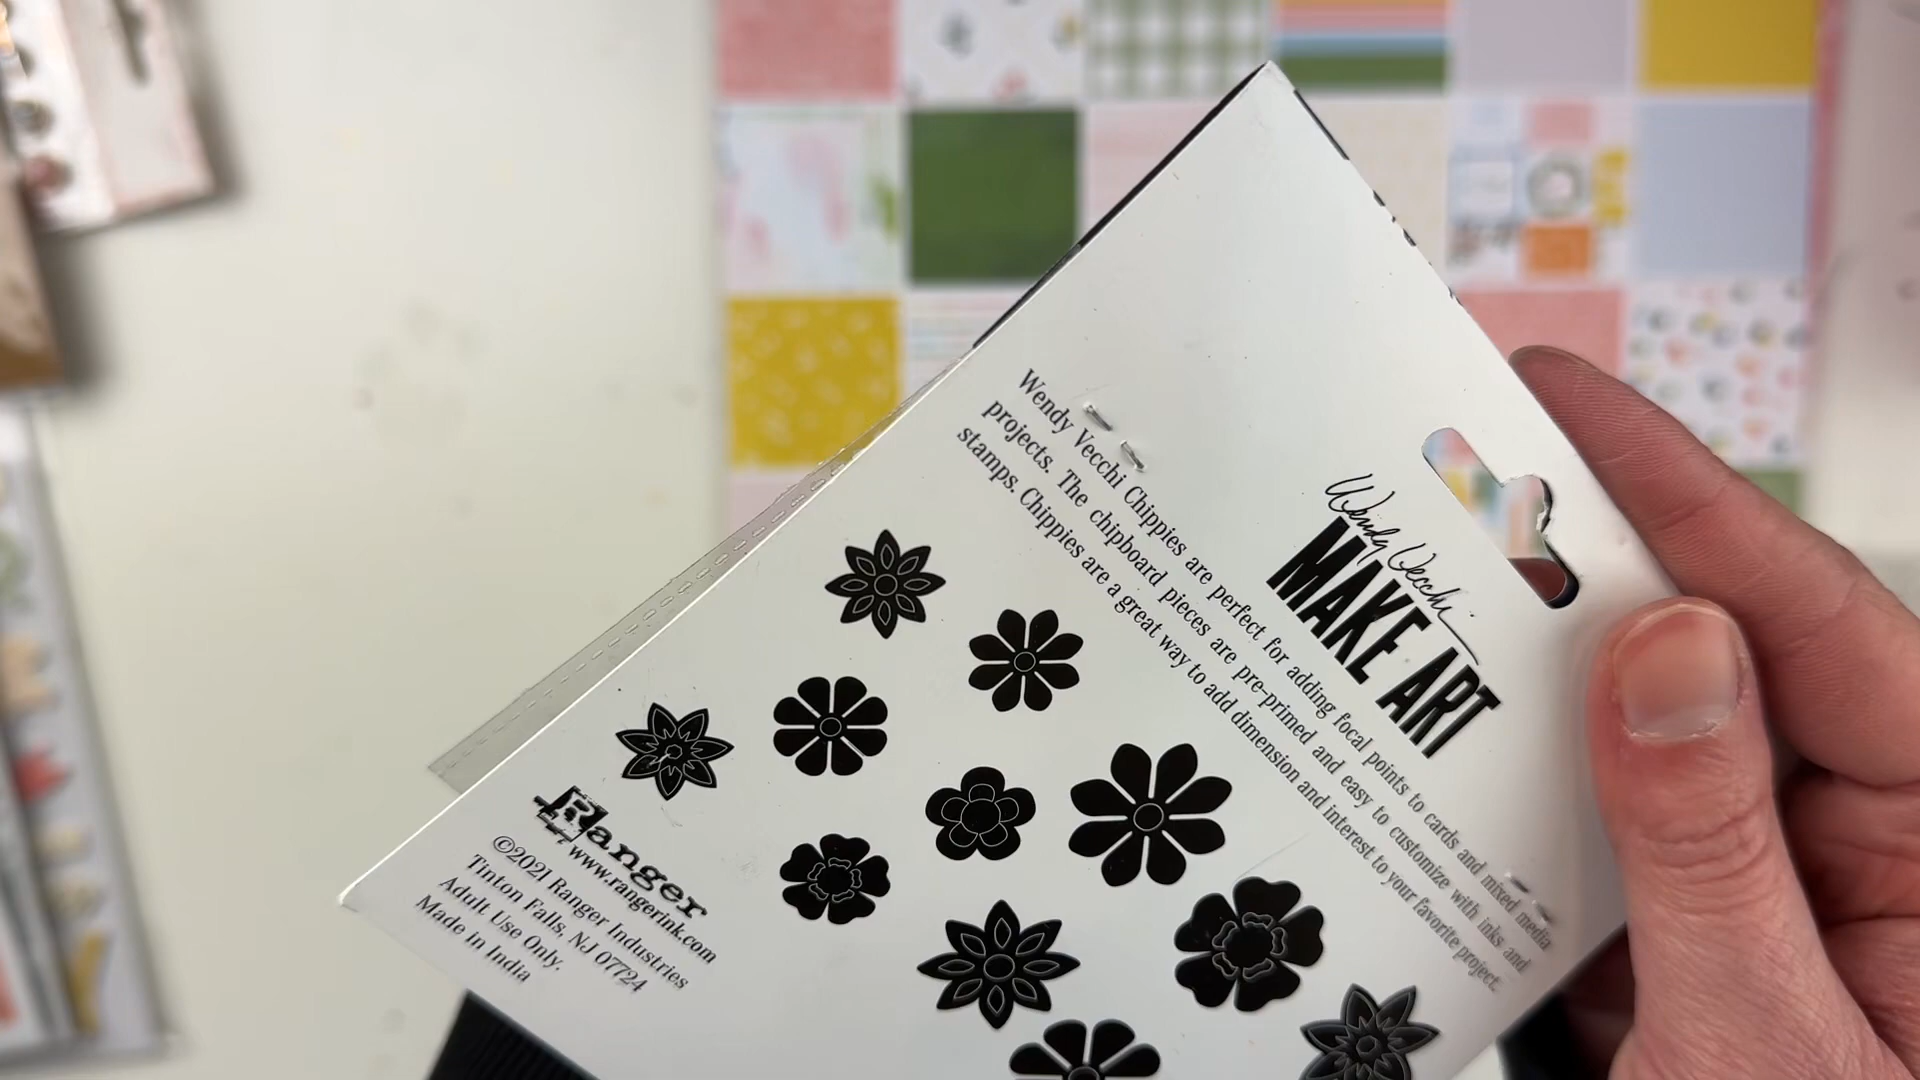 Wendy Vecchi
MAKE ART
Wendy Vecchi Chippies are perfect for adding focal points to cards and mixed media
projects. The chipboard pieces are pre-primed and easy to customize with inks and
stamps. Chippies are a great way to add dimension and interest to your favorite project.
Ranger
www.rangerink.com
©2021 Ranger Industries
Tinton Falls, NJ 07724
Adult Use Only.
Made in India